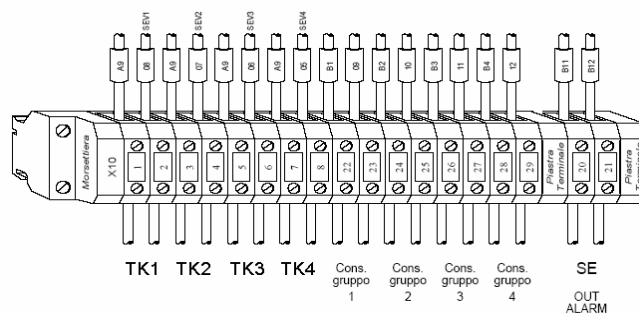 SEV1 SEV2 SEV3 SEV4
A9 08 A9 07 A9 06 A9 05 B1 09 B2 10 B3 11 B4 12 B11 B12
Morsettiera X10 1 2 3 4 5 6 7 8 22 23 24 25 26 27 28 29 Piastra Terminale 20 21 Piastra Terminale
TK1 TK2 TK3 TK4 Cons. gruppo 1 Cons. gruppo 2 Cons. gruppo 3 Cons. gruppo 4 SE OUT ALARM